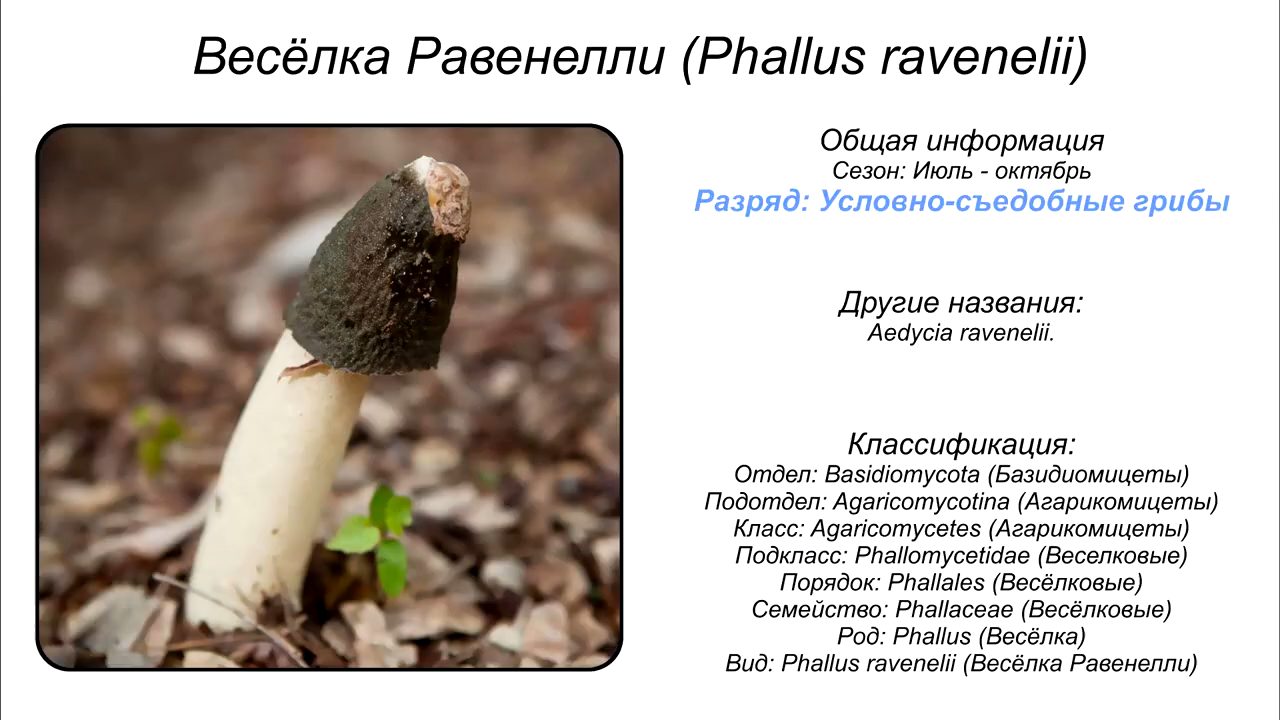 Весёлка Равенелли (Phallus ravenelii)
Общая информация
Сезон: Июль - октябрь
Разряд: Условно-съедобные грибы
Другие названия:
Aedycia ravenelii.
Классификация:
Отдел: Basidiomycota (Базидиомицеты)
Подотдел: Agaricomycotina (Агарикомицеты)
Класс: Agaricomycetes (Агарикомицеты)
Подкласс: Phallomycetidae (Веселковые)
Порядок: Phallales (Весёлковые)
Семейство: Phallaceae (Весёлковые)
Род: Phallus (Весёлка)
Вид: Phallus ravenelii (Весёлка Равенелли)